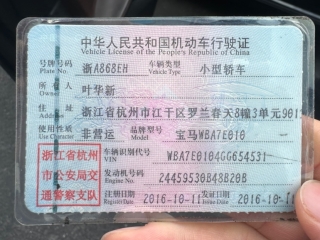 中华人民共和国机动车行驶证
Vehicle License of the People's Republic of China
号牌号码 Plate No. 浙A868EH 车辆类型 Vehicle Type 小型轿车
所有人 Owner 叶华新
住址 Address 浙江省杭州市江干区罗兰春天8幢3单元901
使用性质 Use Character 非营运 品牌型号 Model 宝马WBA7E010
浙江省杭州市公安局交通警察支队
车辆识别代号 VIN WBA7E0104GG654531
发动机号码 Engine No. 24459530B48B20B
注册日期 Register Date 2016-10-11 发证日期 Issue Date 2016-10-11